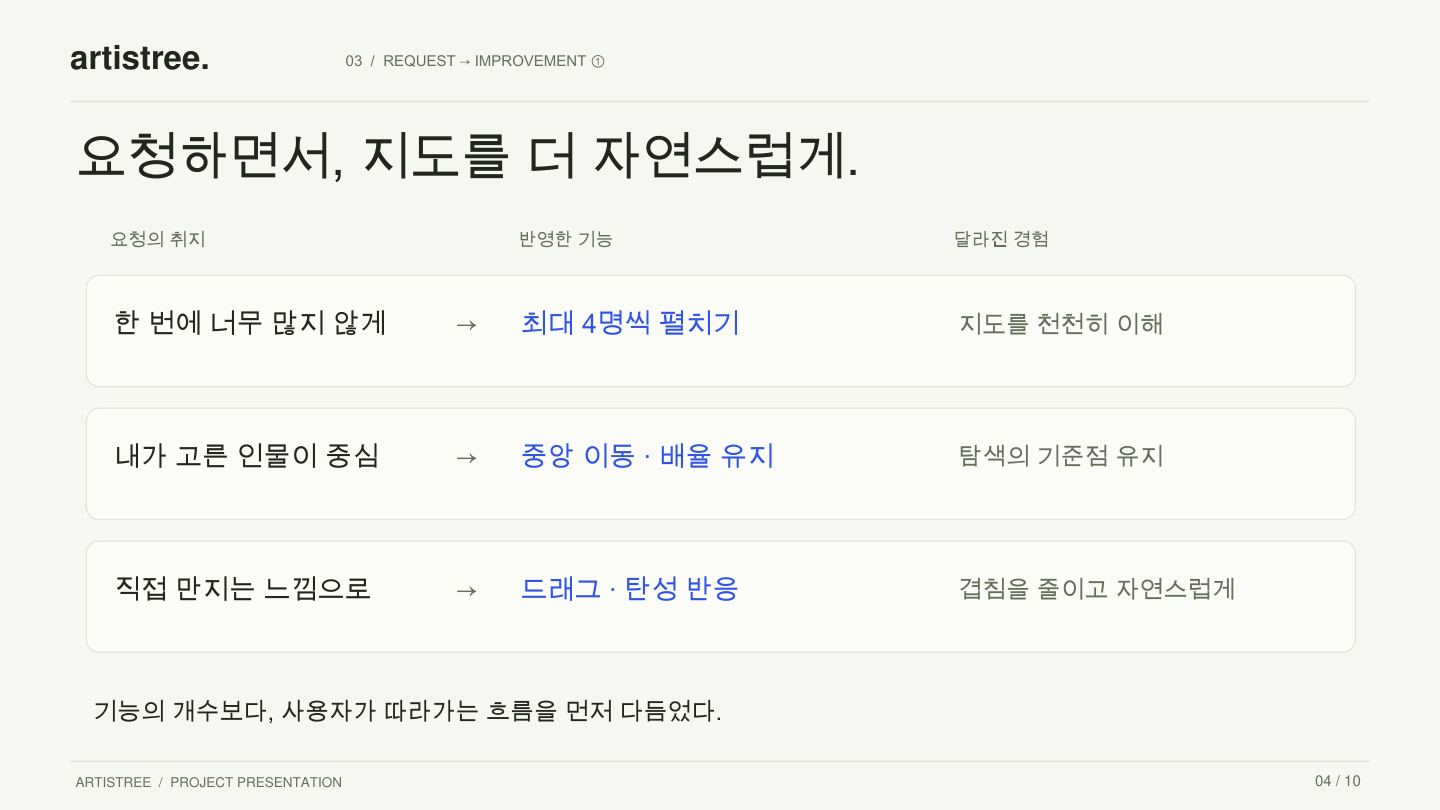 artistree.
03 / REQUEST → IMPROVEMENT ①
요청하면서, 지도를 더 자연스럽게.
요청의 취지 반영한 기능 달라진 경험
한 번에 너무 많지 않게 → 최대 4명씩 펼치기 지도를 천천히 이해
내가 고른 인물이 중심 → 중앙 이동 · 배율 유지 탐색의 기준점 유지
직접 만지는 느낌으로 → 드래그 · 탄성 반응 겹침을 줄이고 자연스럽게
기능의 개수보다, 사용자가 따라가는 흐름을 먼저 다듬었다.
ARTISTREE / PROJECT PRESENTATION 04 / 10